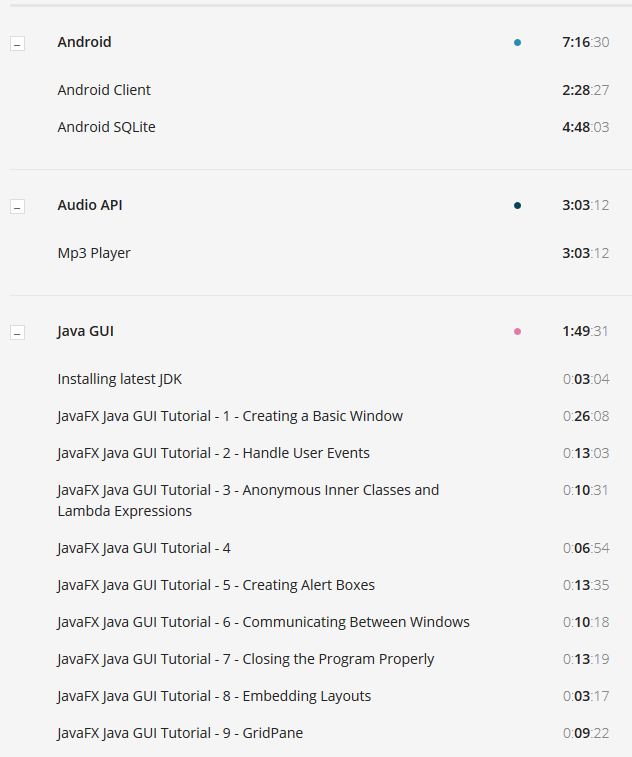 Android 7:16:30
Android Client 2:28:27
Android SQLite 4:48:03
Audio API 3:03:12
Mp3 Player 3:03:12
Java GUI 1:49:31
Installing latest JDK 0:03:04
JavaFX Java GUI Tutorial - 1 - Creating a Basic Window 0:26:08
JavaFX Java GUI Tutorial - 2 - Handle User Events 0:13:03
JavaFX Java GUI Tutorial - 3 - Anonymous Inner Classes and 0:10:31
Lambda Expressions
JavaFX Java GUI Tutorial - 4 0:06:54
JavaFX Java GUI Tutorial - 5 - Creating Alert Boxes 0:13:35
JavaFX Java GUI Tutorial - 6 - Communicating Between Windows 0:10:18
JavaFX Java GUI Tutorial - 7 - Closing the Program Properly 0:13:19
JavaFX Java GUI Tutorial - 8 - Embedding Layouts 0:03:17
JavaFX Java GUI Tutorial - 9 - GridPane 0:09:22